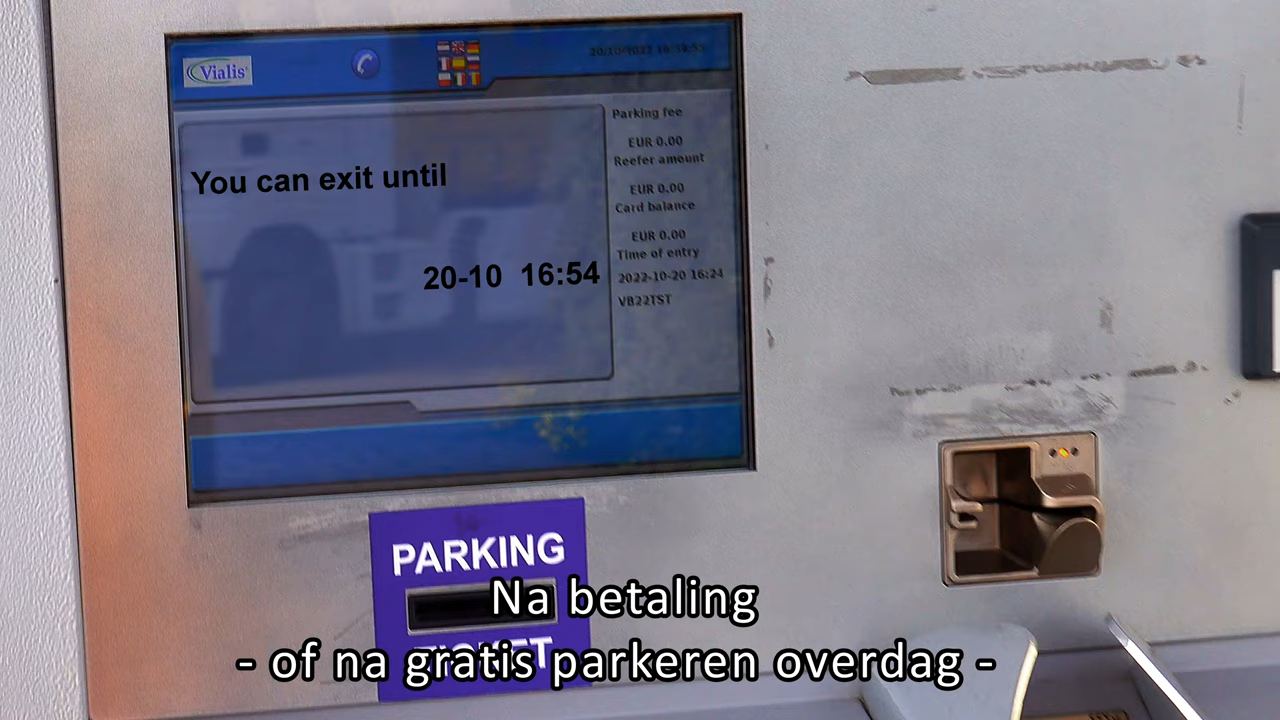 Vialis
Parking fee
EUR 0.00
Reefer amount
EUR 0.00
Card balance
EUR 0.00
Time of entry
2022-10-20 16:24
VB22TST
You can exit until
20-10 16:54
PARKING
TICKET
Na betaling
- of na gratis parkeren overdag -